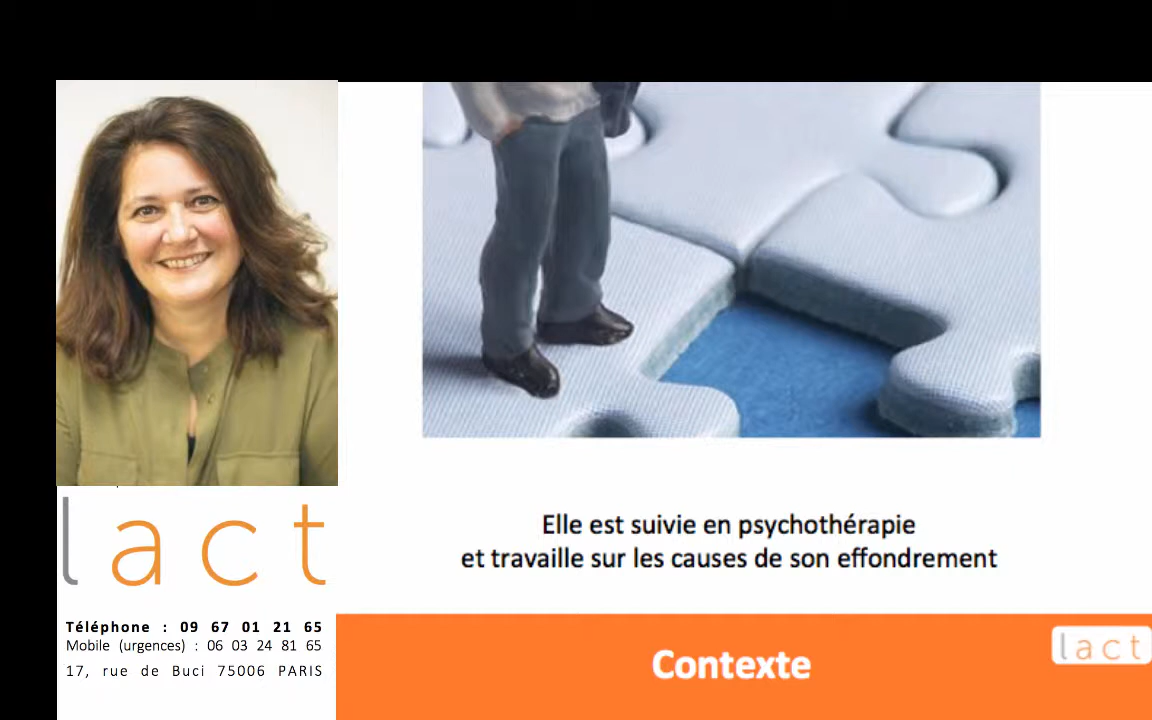 lact
Téléphone : 09 67 01 21 65
Mobile (urgences) : 06 03 24 81 65
17, rue de Buci 75006 PARIS
Elle est suivie en psychothérapie
et travaille sur les causes de son effondrement
Contexte
lact